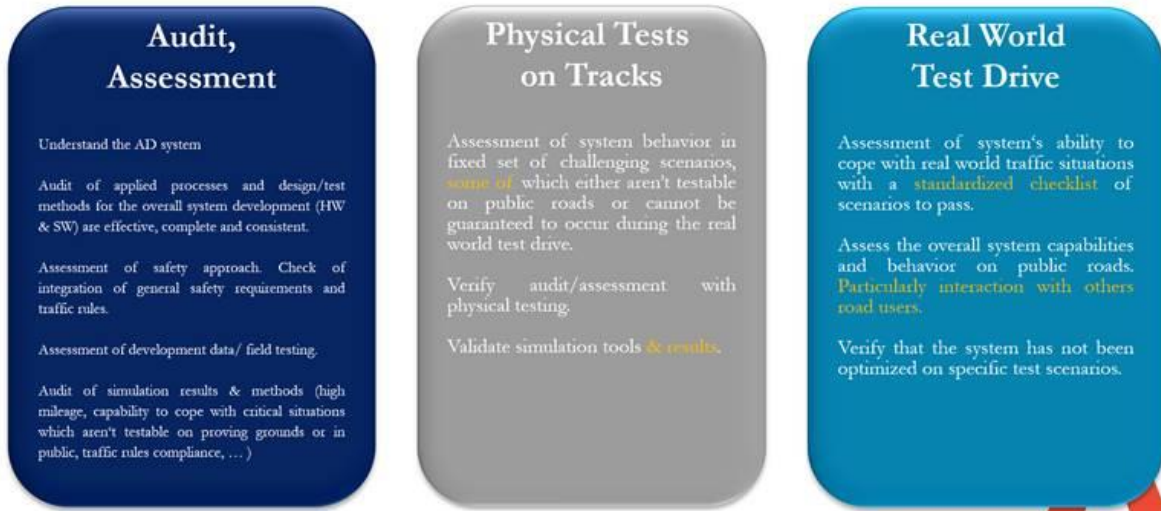 Audit,
Assessment
Understand the AD system
Audit of applied processes and design/test
methods for the overall system development (HW
& SW) are effective, complete and consistent.
Assessment of safety approach. Check of
integration of general safety requirements and
traffic rules.
Assessment of development data/ field testing.
Audit of simulation results & methods (high
mileage, capability to cope with critical situations
which aren't testable on proving grounds or in
public, traffic rules compliance, … )
Physical Tests
on Tracks
Assessment of system behavior in
fixed set of challenging scenarios,
some of which either aren't testable
on public roads or cannot be
guaranteed to occur during the real
world test drive.
Verify audit/assessment with
physical testing.
Validate simulation tools & results.
Real World
Test Drive
Assessment of system's ability to
cope with real world traffic situations
with a standardized checklist of
scenarios to pass.
Assess the overall system capabilities
and behavior on public roads.
Particularly interaction with others
road users.
Verify that the system has not been
optimized on specific test scenarios.